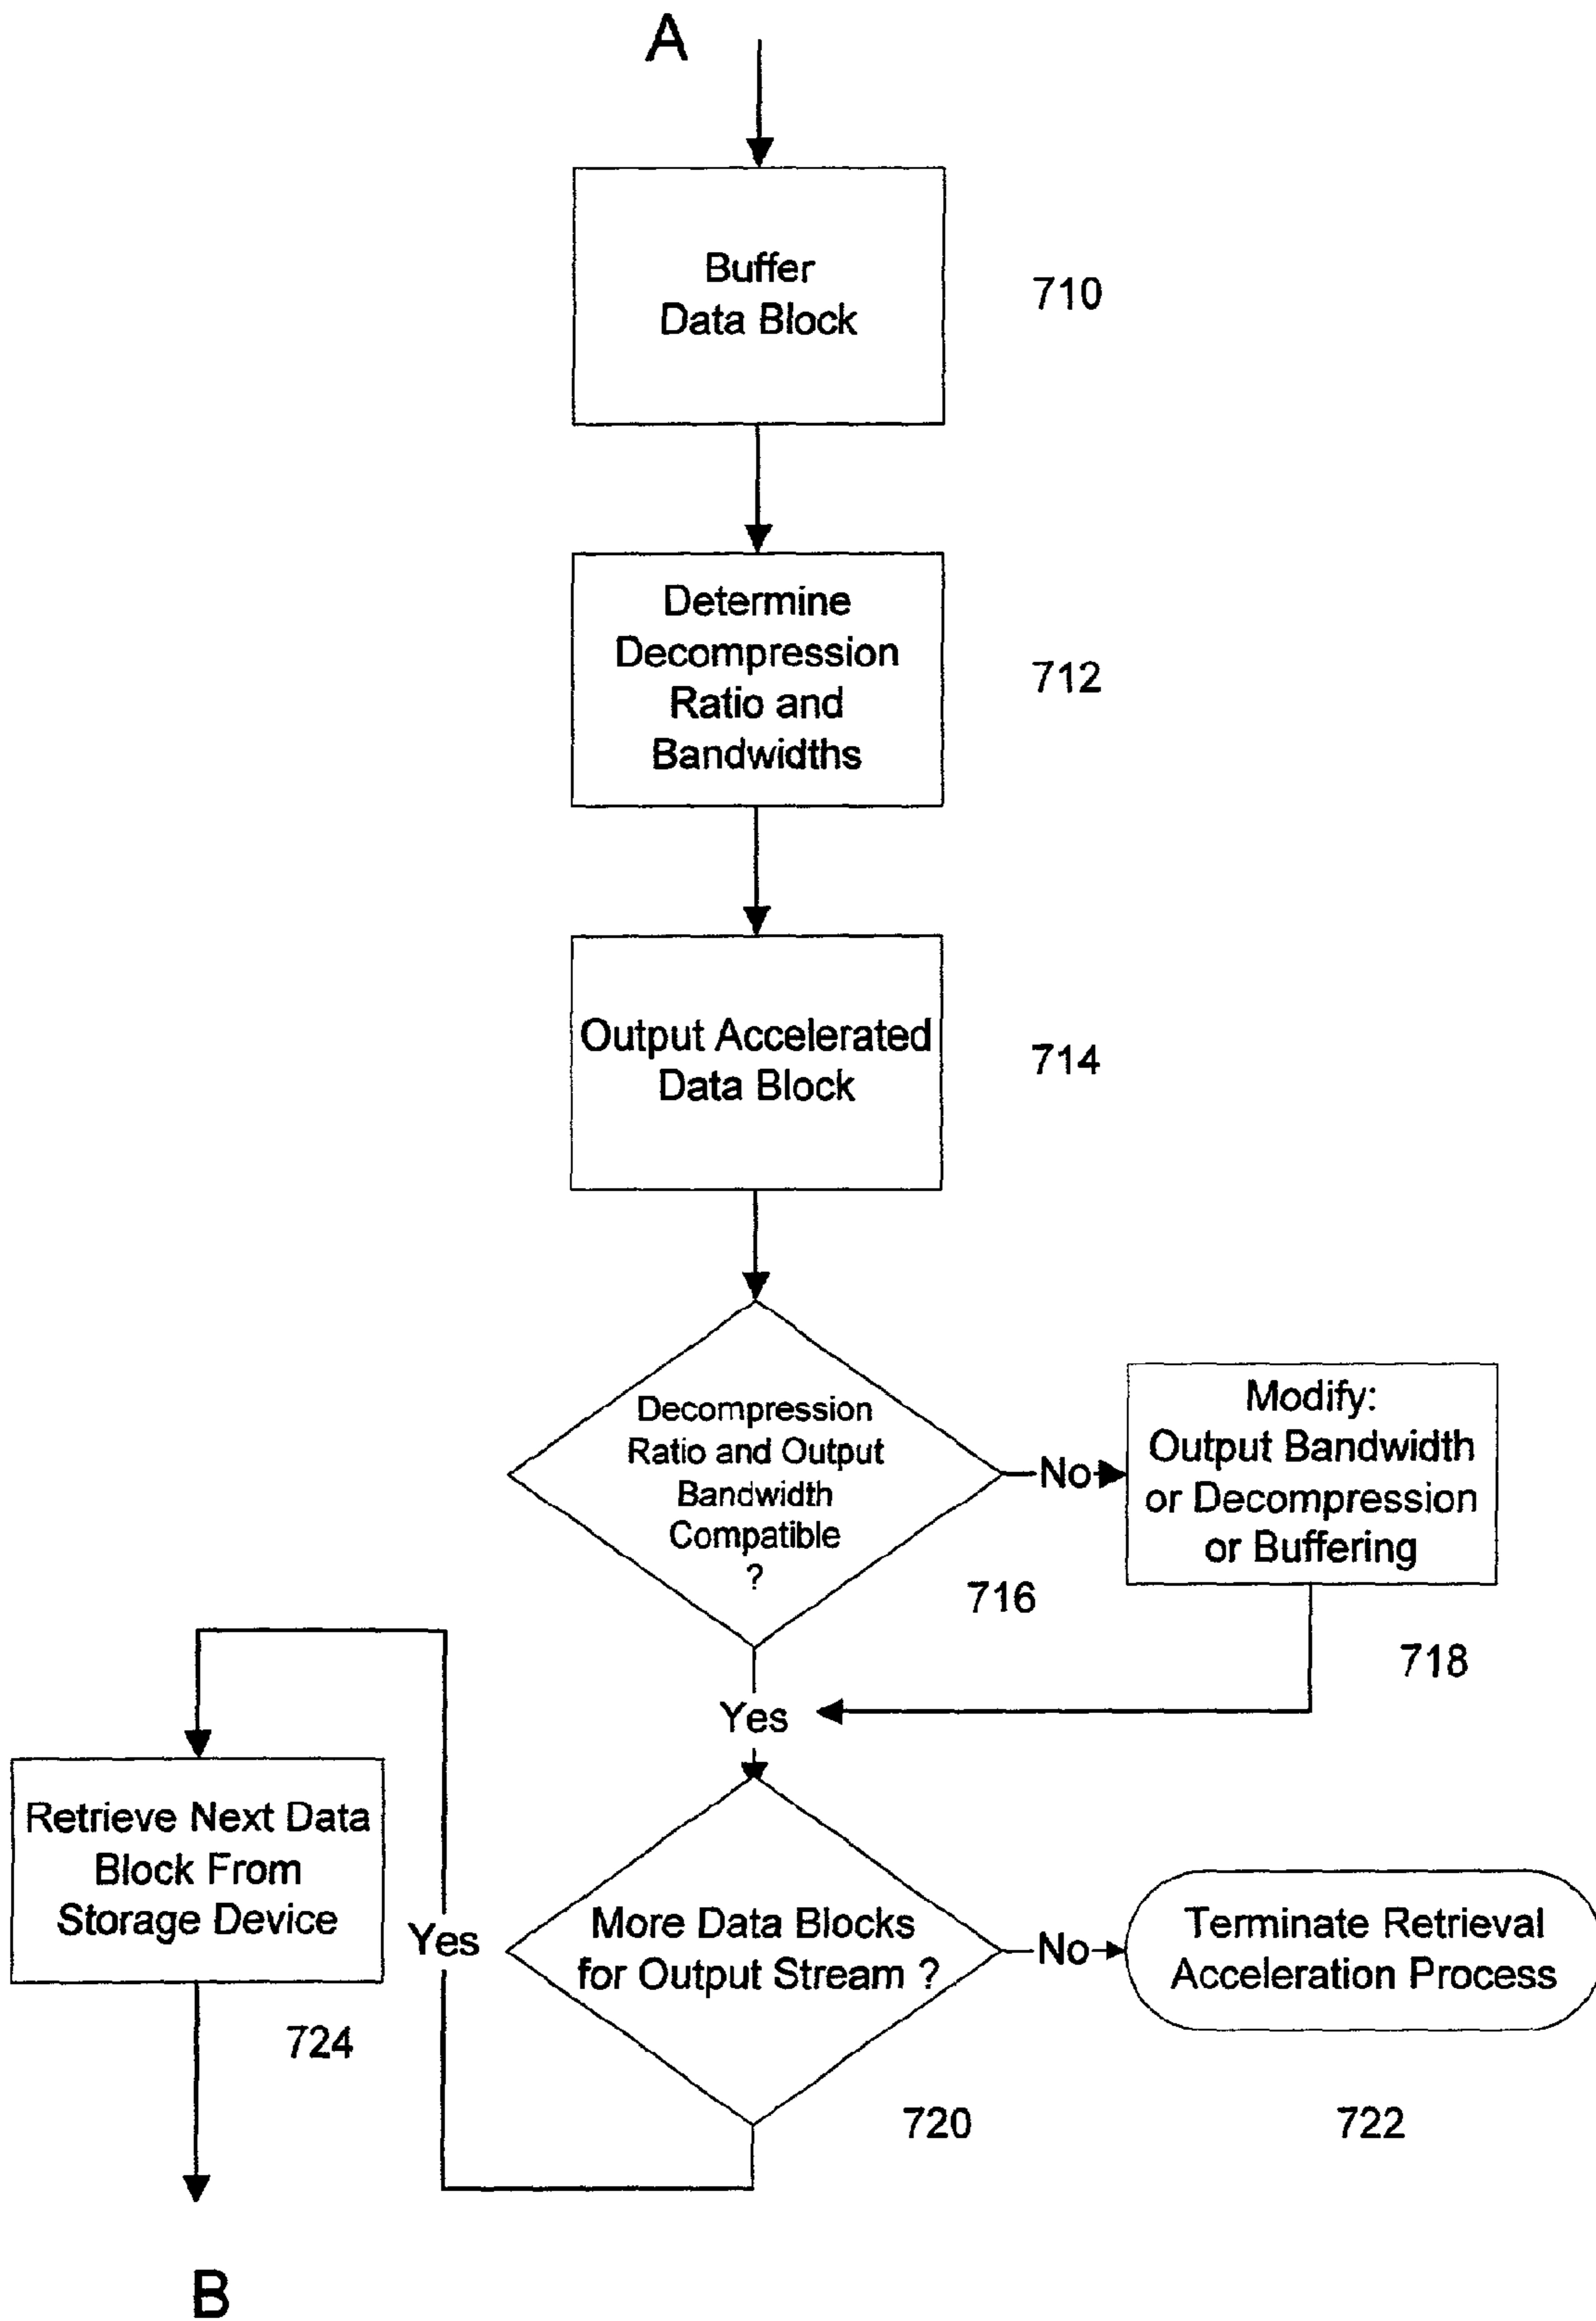 A
Buffer
Data Block
710
Determine
Decompression
Ratio and
Bandwidths
712
Output Accelerated
Data Block
714
Decompression
Ratio and Output
Bandwidth
Compatible
?
716
No
Modify:
Output Bandwidth
or Decompression
or Buffering
718
Yes
More Data Blocks
for Output Stream ?
720
No
Terminate Retrieval
Acceleration Process
722
Yes
Retrieve Next Data
Block From
Storage Device
724
B